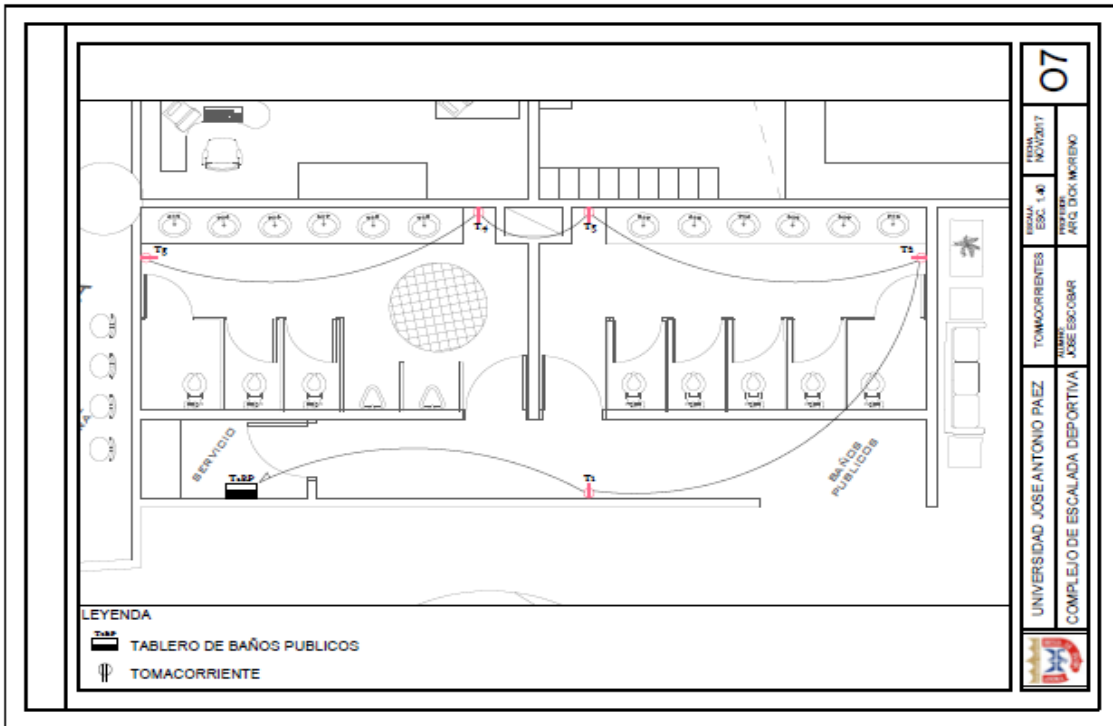 T5
T4
T3
T2
SERVICIO
TsBP
T1
BAÑOS
PUBLICOS
LEYENDA
TsBP
TABLERO DE BAÑOS PUBLICOS
TOMACORRIENTE
UNIVERSIDAD JOSE ANTONIO PAEZ
COMPLEJO DE ESCALADA DEPORTIVA
TOMACORRIENTES
ALUMNO:
JOSE ESCOBAR
ESCALA
ESC. 1:40
FECHA
NOV/2017
PROFESOR
ARQ. DICK MORENO
07